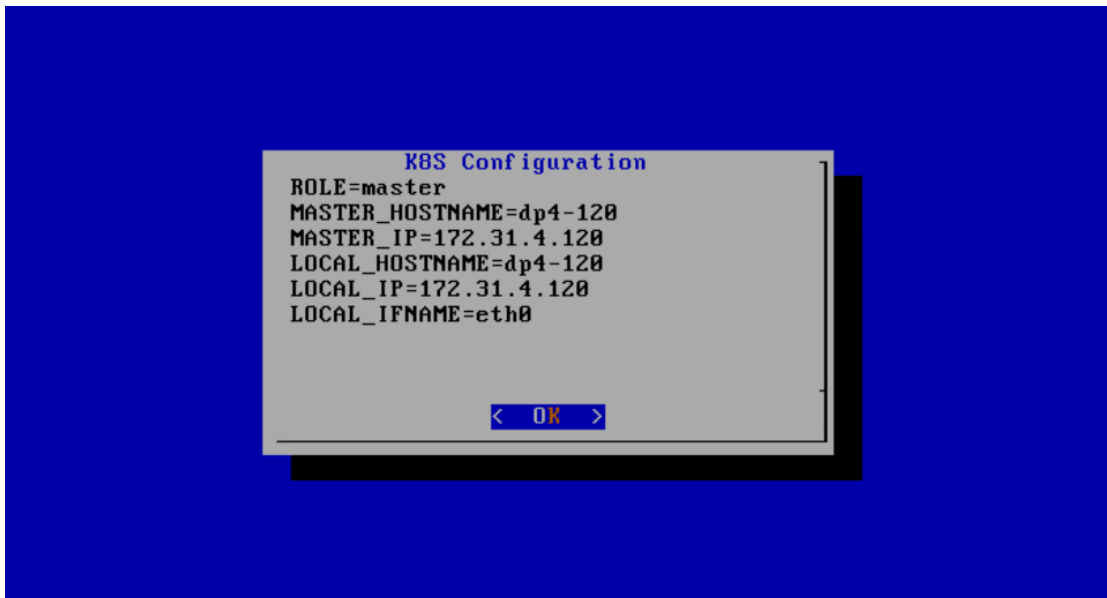 K8S Configuration
ROLE=master
MASTER_HOSTNAME=dp4-120
MASTER_IP=172.31.4.120
LOCAL_HOSTNAME=dp4-120
LOCAL_IP=172.31.4.120
LOCAL_IFNAME=eth0
< OK >